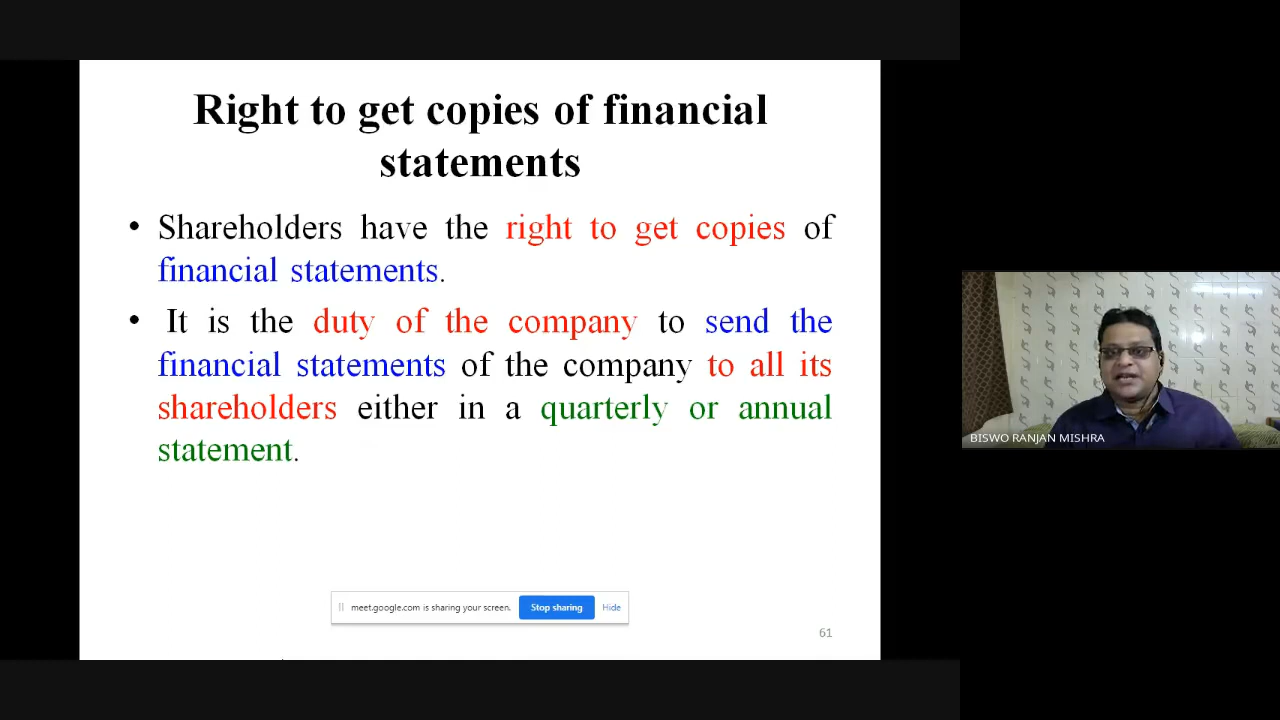 Right to get copies of financial
statements
• Shareholders have the right to get copies of
financial statements.
• It is the duty of the company to send the
financial statements of the company to all its
shareholders either in a quarterly or annual
statement.
meet.google.com is sharing your screen. Stop sharing Hide
61
BISWO RANJAN MISHRA